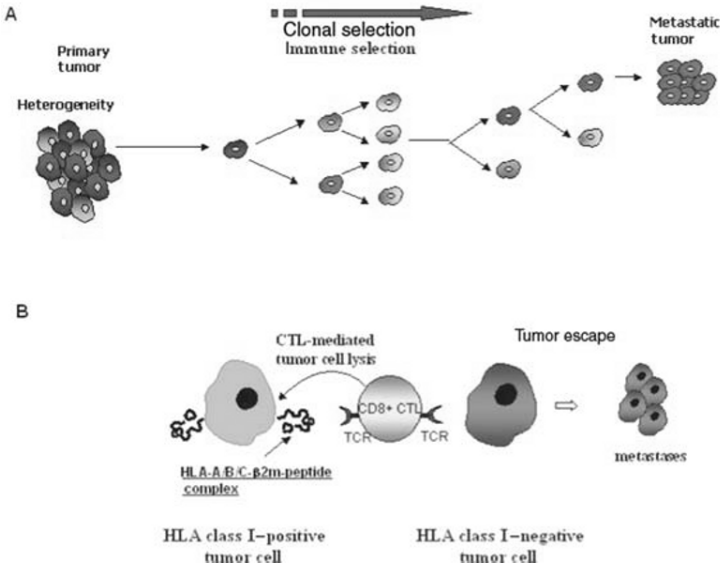 A
Clonal selection
Immune selection
Metastatic
tumor
Primary
tumor
Heterogeneity
B
CTL-mediated
tumor cell lysis
Tumor escape
CD8+ CTL
TCR
TCR
HLA-A/B/C-β2m-peptide
complex
metastases
HLA class I–positive
tumor cell
HLA class I–negative
tumor cell